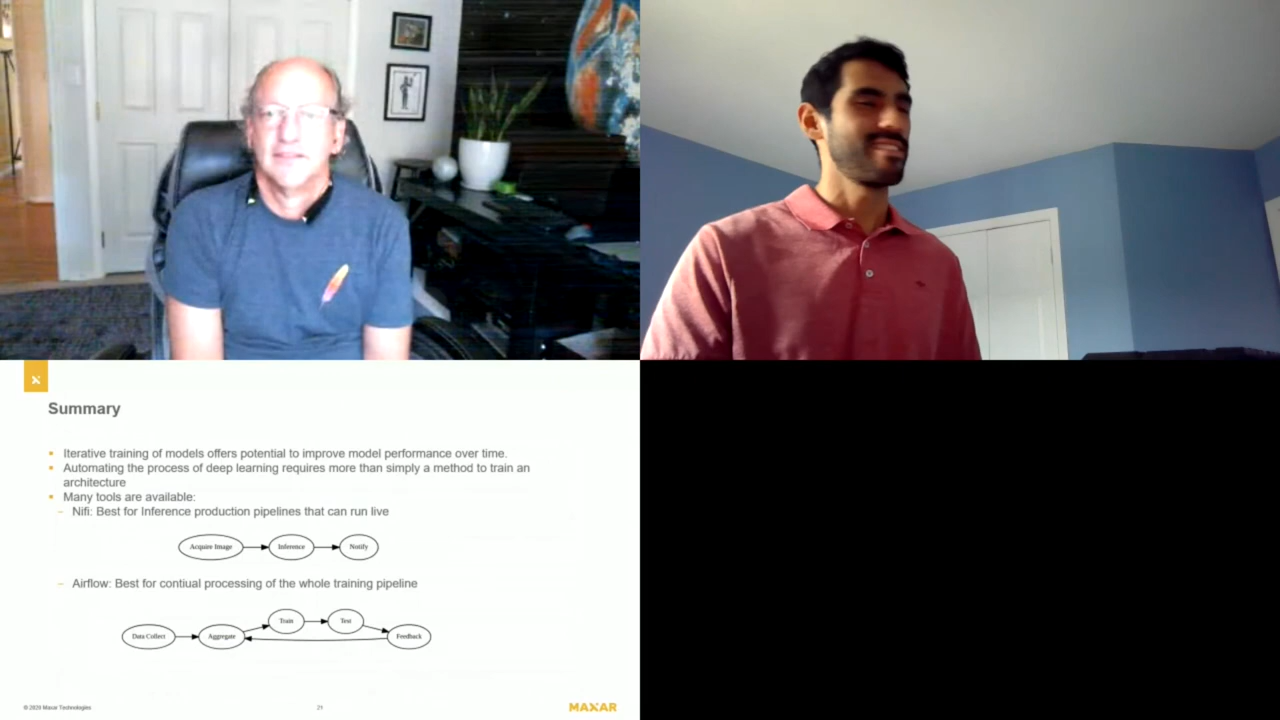 Summary
Iterative training of models offers potential to improve model performance over time.
Automating the process of deep learning requires more than simply a method to train an
architecture
Many tools are available:
– Nifi: Best for Inference production pipelines that can run live
Acquire Image Inference Notify
– Airflow: Best for contiual processing of the whole training pipeline
Train Test
Data Collect Aggregate Feedback
© 2020 Maxar Technologies 21 MAXAR